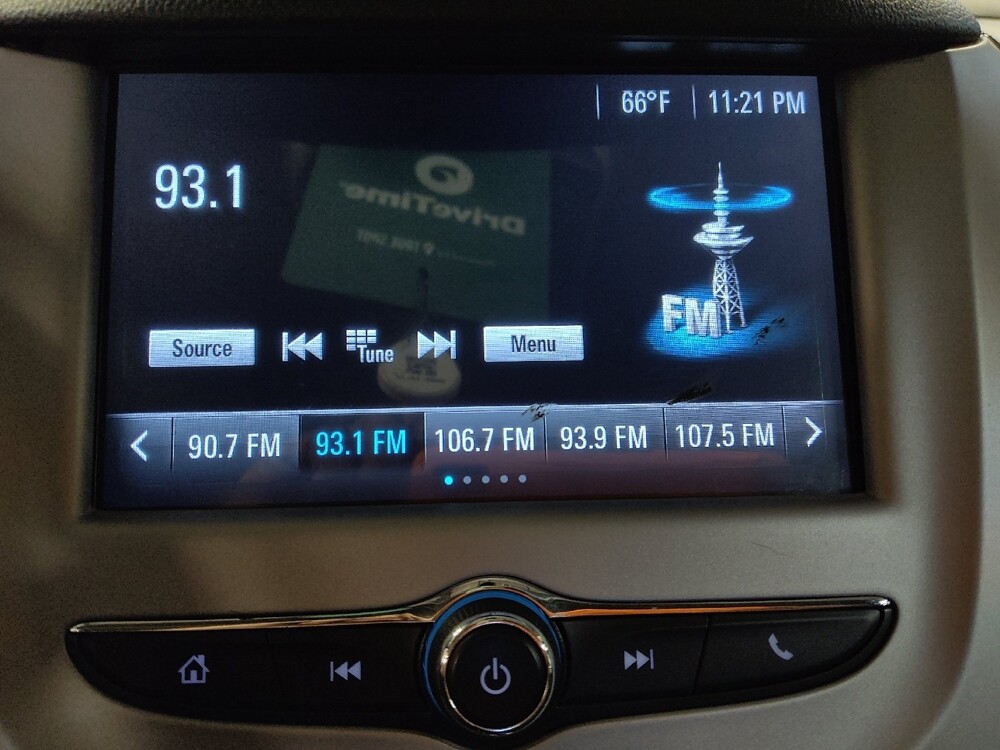 66°F 11:21 PM
93.1
DriveTime
FM
Source Tune Menu
90.7 FM 93.1 FM 106.7 FM 93.9 FM 107.5 FM